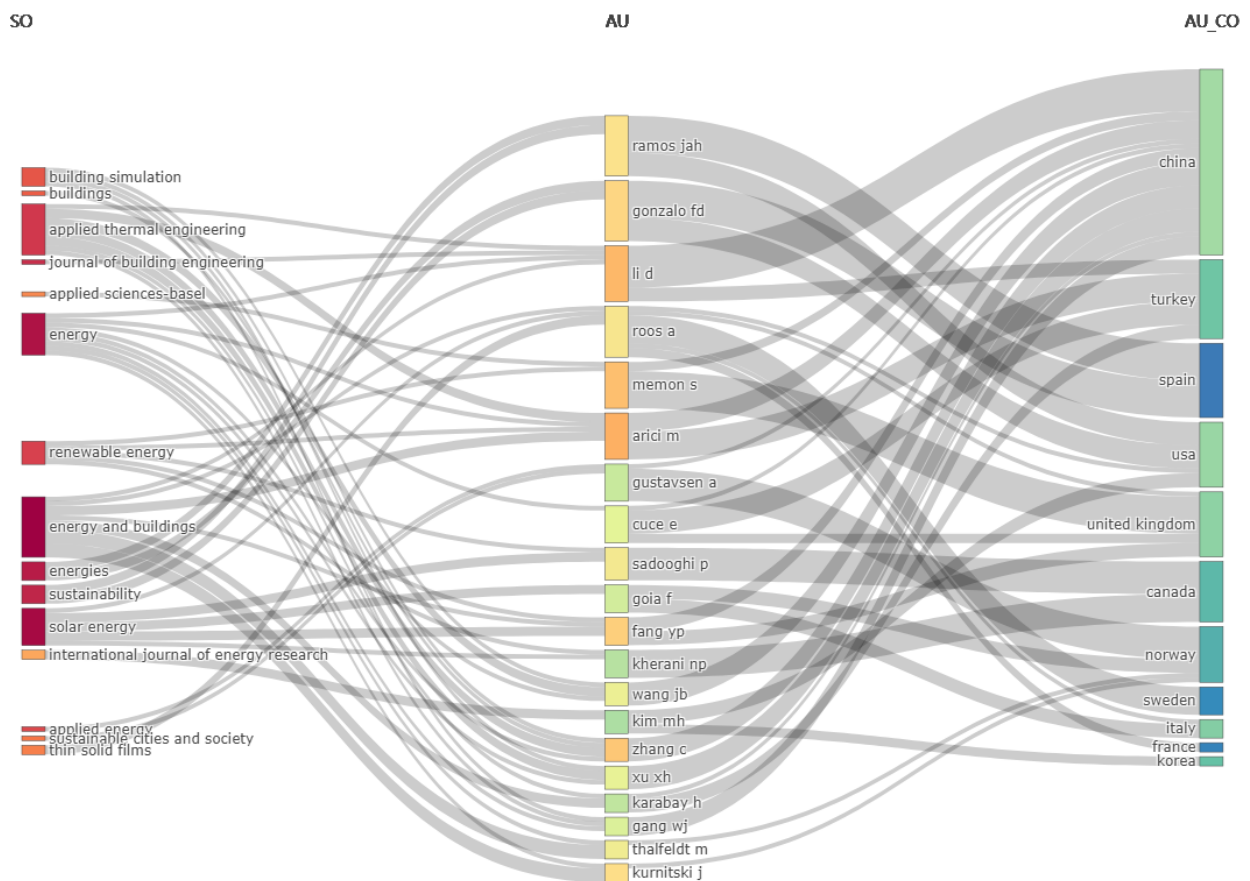 SO
AU
AU_CO
building simulation
buildings
applied thermal engineering
journal of building engineering
applied sciences-basel
energy
renewable energy
energy and buildings
energies
sustainability
solar energy
international journal of energy research
applied energy
sustainable cities and society
thin solid films
ramos jah
gonzalo fd
li d
roos a
memon s
arici m
gustavsen a
cuce e
sadooghi p
goia f
fang yp
kherani np
wang jb
kim mh
zhang c
xu xh
karabay h
gang wj
thalfeldt m
kurnitski j
china
turkey
spain
usa
united kingdom
canada
norway
sweden
italy
france
korea